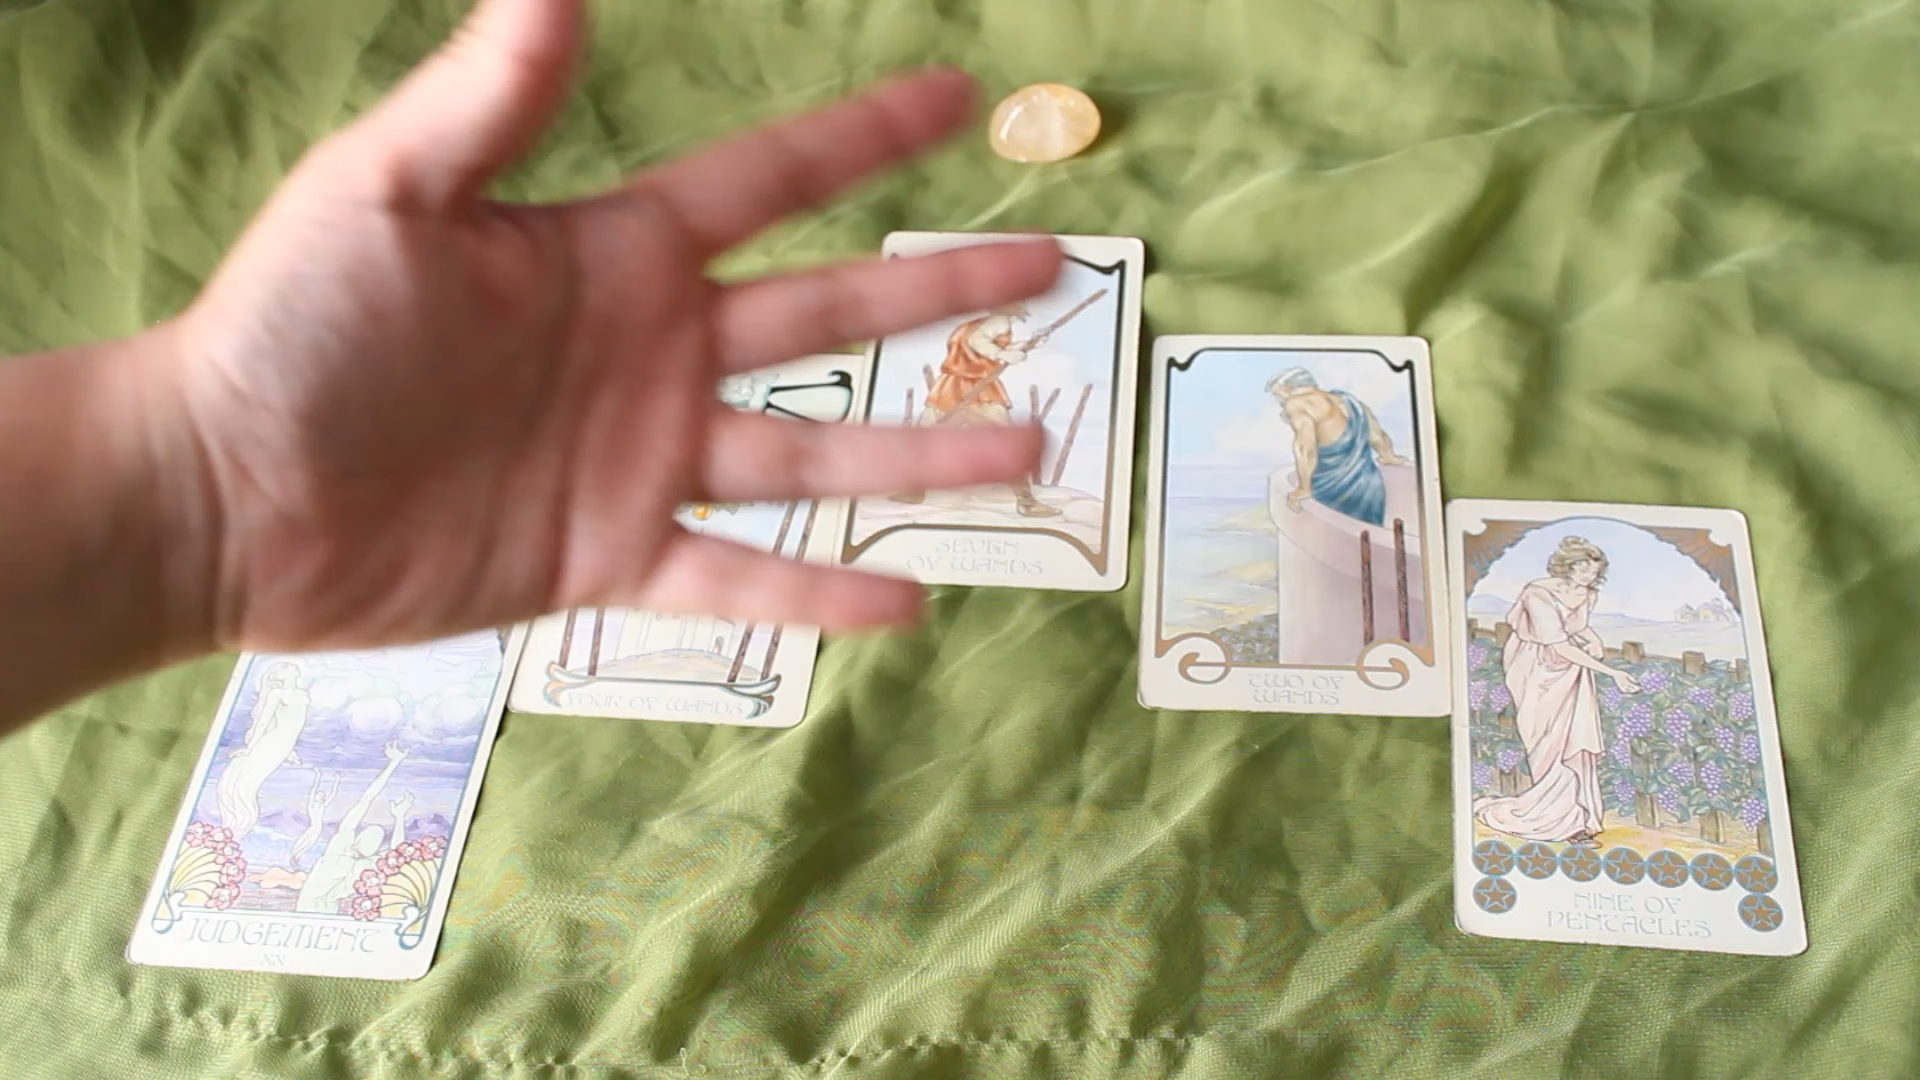 JUDGEMENT
XX
FOUR OF WANDS
SEVEN
OF WANDS
TWO OF
WANDS
NINE OF
PENTACLES